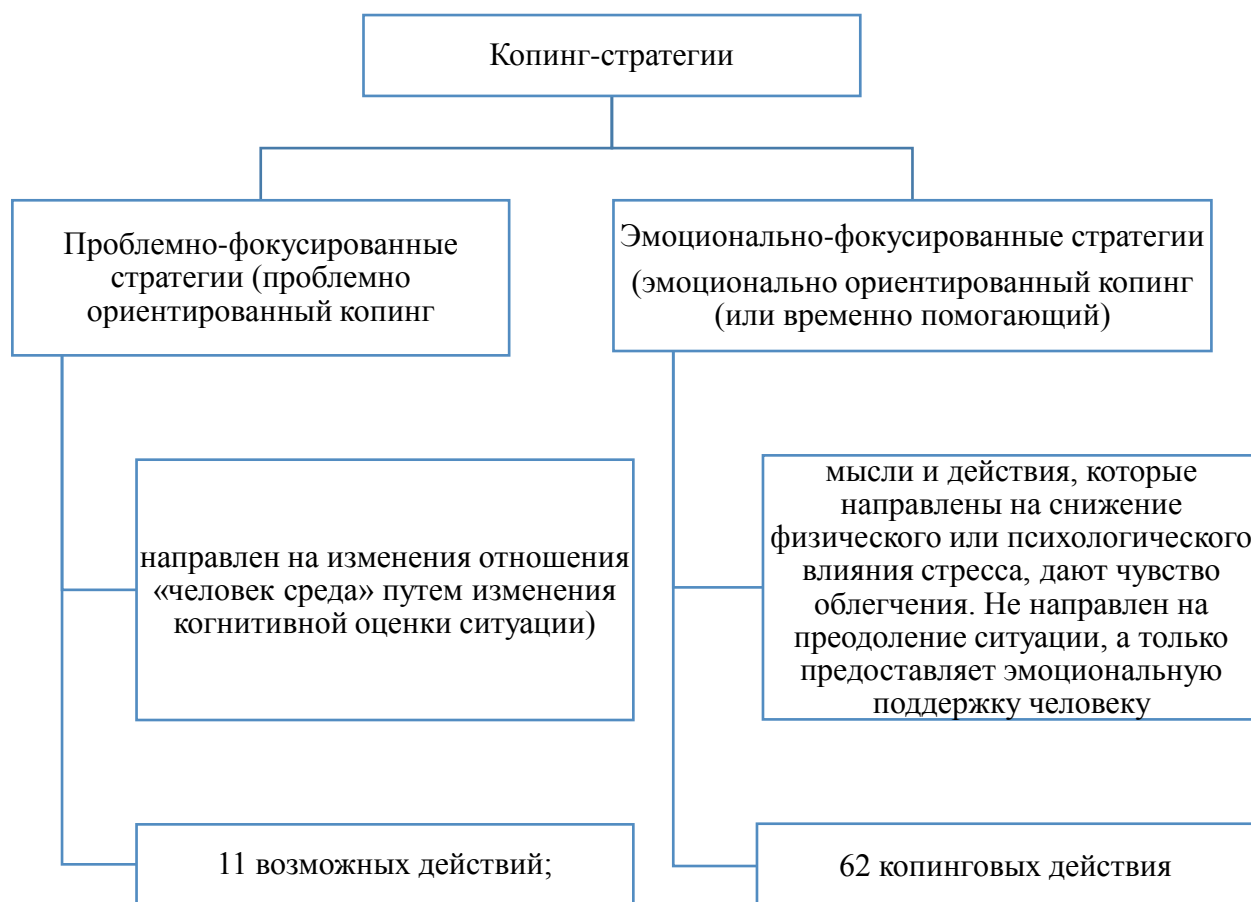 Копинг-стратегии
Проблемно-фокусированные
стратегии (проблемно
ориентированный копинг
Эмоционально-фокусированные стратегии
(эмоционально ориентированный копинг
(или временно помогающий)
направлен на изменения отношения
«человек среда» путем изменения
когнитивной оценки ситуации)
мысли и действия, которые
направлены на снижение
физического или психологического
влияния стресса, дают чувство
облегчения. Не направлен на
преодоление ситуации, а только
предоставляет эмоциональную
поддержку человеку
11 возможных действий;
62 копинговых действия